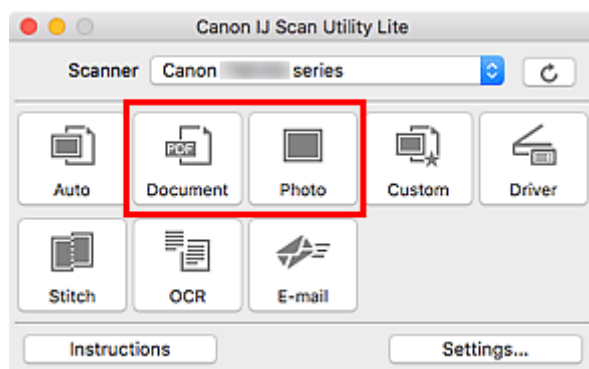 Canon IJ Scan Utility Lite
Scanner Canon series
Auto
PDF
Document
Photo
Custom
Driver
Stitch
OCR
E-mail
Instructions
Settings...